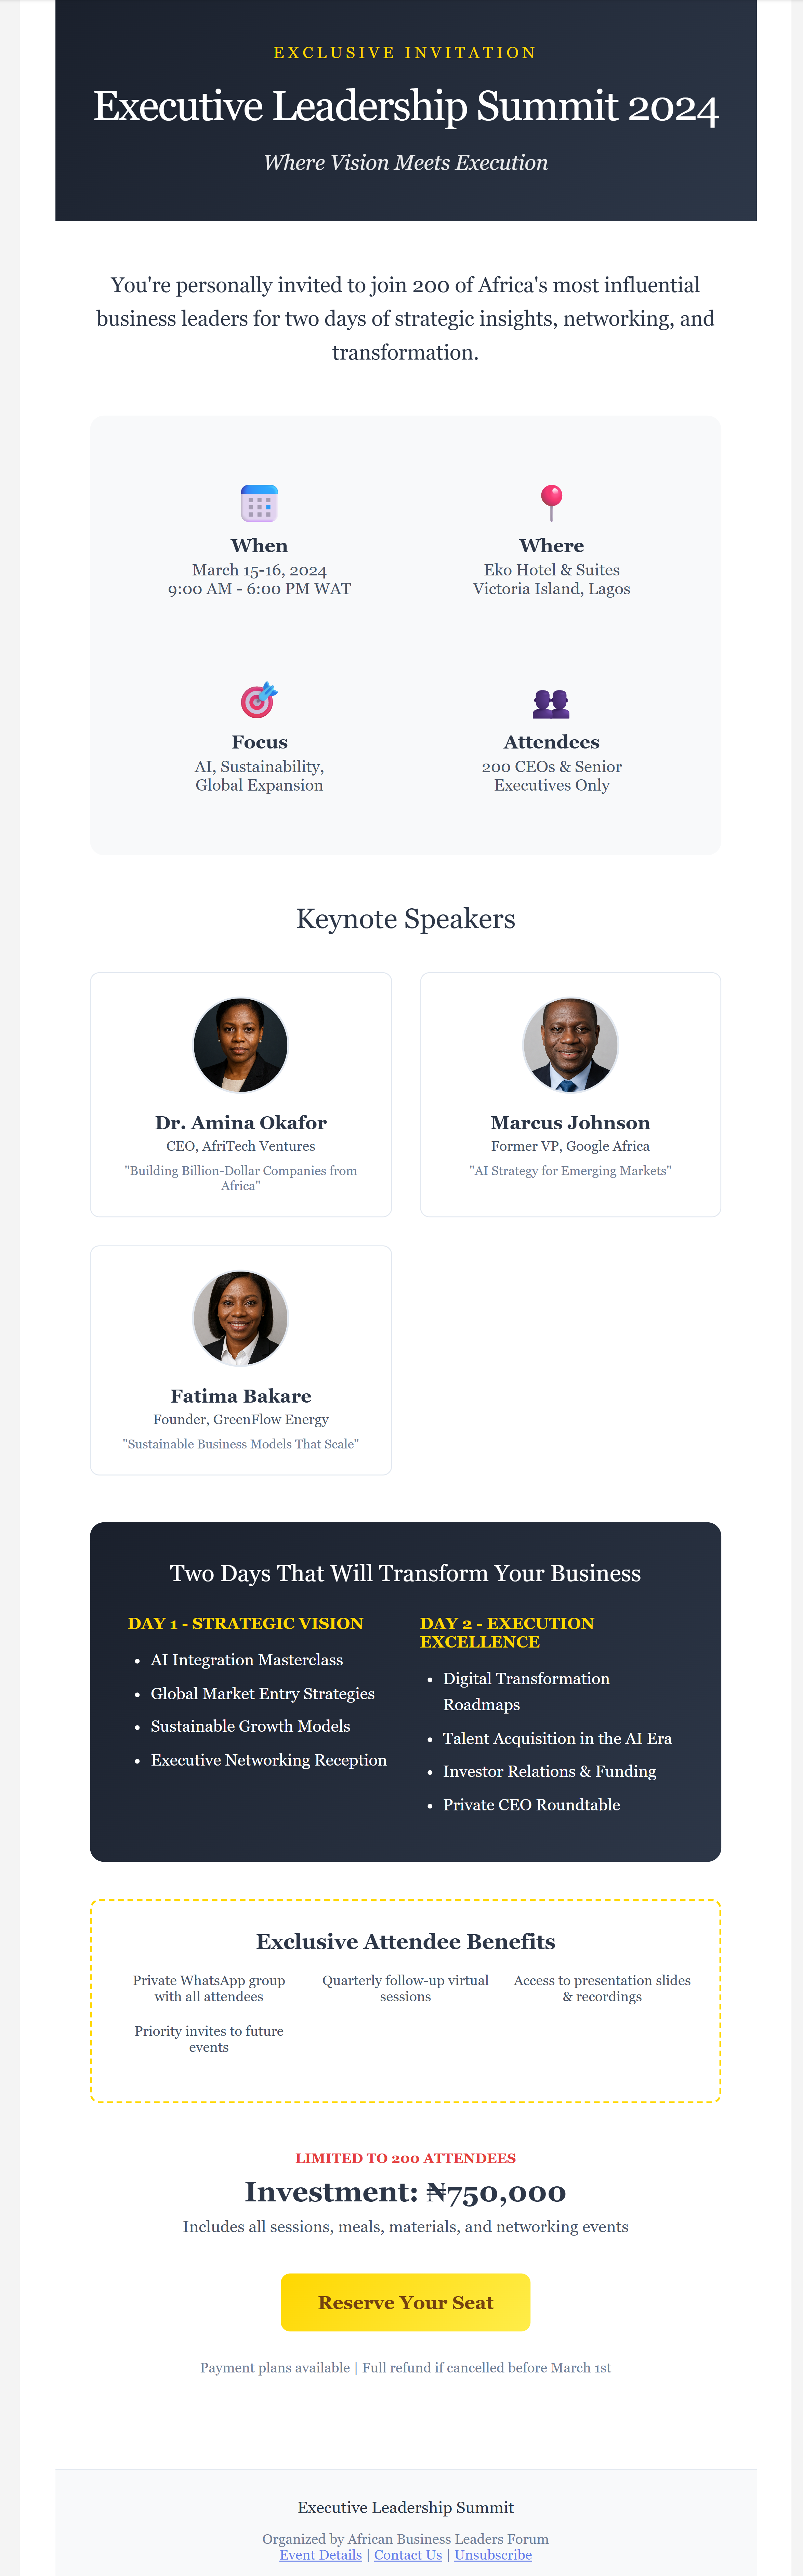 EXCLUSIVE INVITATION
Executive Leadership Summit 2024
Where Vision Meets Execution
You're personally invited to join 200 of Africa's most influential
business leaders for two days of strategic insights, networking, and
transformation.
When
March 15-16, 2024
9:00 AM - 6:00 PM WAT
Where
Eko Hotel & Suites
Victoria Island, Lagos
Focus
AI, Sustainability,
Global Expansion
Attendees
200 CEOs & Senior
Executives Only
Keynote Speakers
Dr. Amina Okafor
CEO, AfriTech Ventures
"Building Billion-Dollar Companies from
Africa"
Marcus Johnson
Former VP, Google Africa
"AI Strategy for Emerging Markets"
Fatima Bakare
Founder, GreenFlow Energy
"Sustainable Business Models That Scale"
Two Days That Will Transform Your Business
DAY 1 - STRATEGIC VISION
• AI Integration Masterclass
• Global Market Entry Strategies
• Sustainable Growth Models
• Executive Networking Reception
DAY 2 - EXECUTION
EXCELLENCE
• Digital Transformation
Roadmaps
• Talent Acquisition in the AI Era
• Investor Relations & Funding
• Private CEO Roundtable
Exclusive Attendee Benefits
Private WhatsApp group
with all attendees
Quarterly follow-up virtual
sessions
Access to presentation slides
& recordings
Priority invites to future
events
LIMITED TO 200 ATTENDEES
Investment: ₦750,000
Includes all sessions, meals, materials, and networking events
Reserve Your Seat
Payment plans available | Full refund if cancelled before March 1st
Executive Leadership Summit
Organized by African Business Leaders Forum
Event Details | Contact Us | Unsubscribe